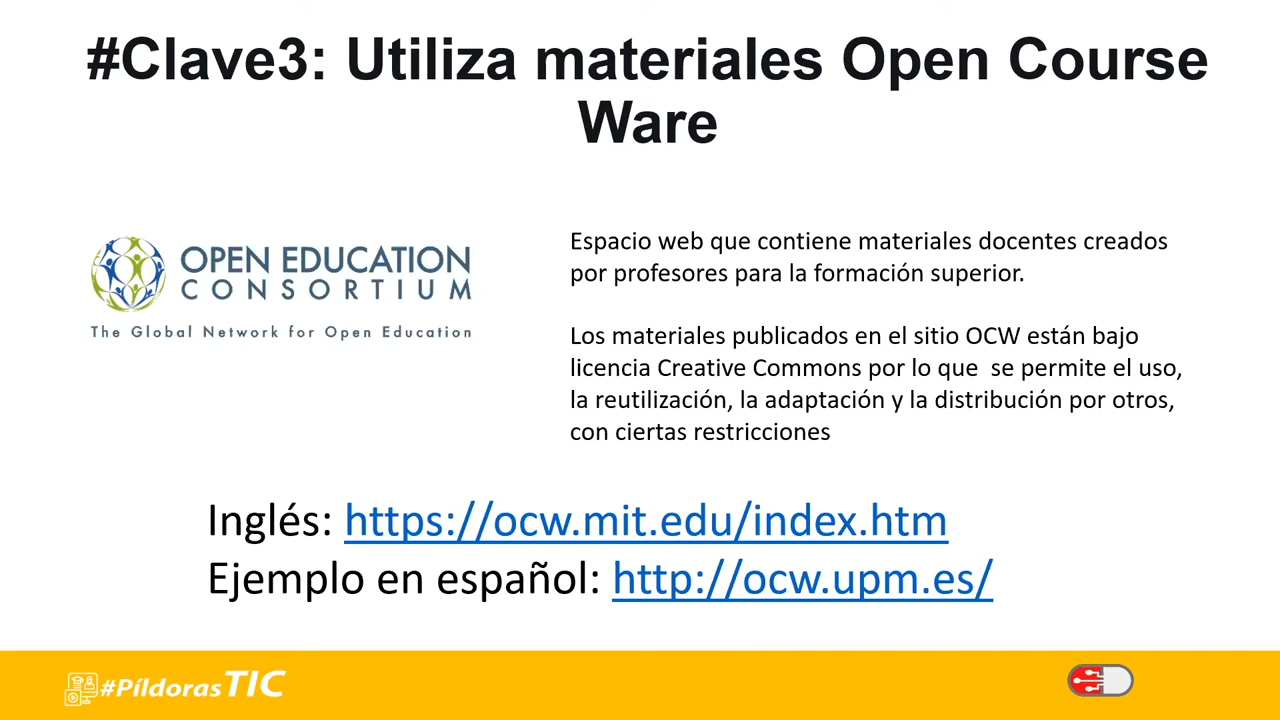 #Clave3: Utiliza materiales Open Course
Ware
OPEN EDUCATION
CONSORTIUM
The Global Network for Open Education
Espacio web que contiene materiales docentes creados
por profesores para la formación superior.
Los materiales publicados en el sitio OCW están bajo
licencia Creative Commons por lo que  se permite el uso,
la reutilización, la adaptación y la distribución por otros,
con ciertas restricciones
Inglés: https://ocw.mit.edu/index.htm
Ejemplo en español: http://ocw.upm.es/
#PíldorasTIC